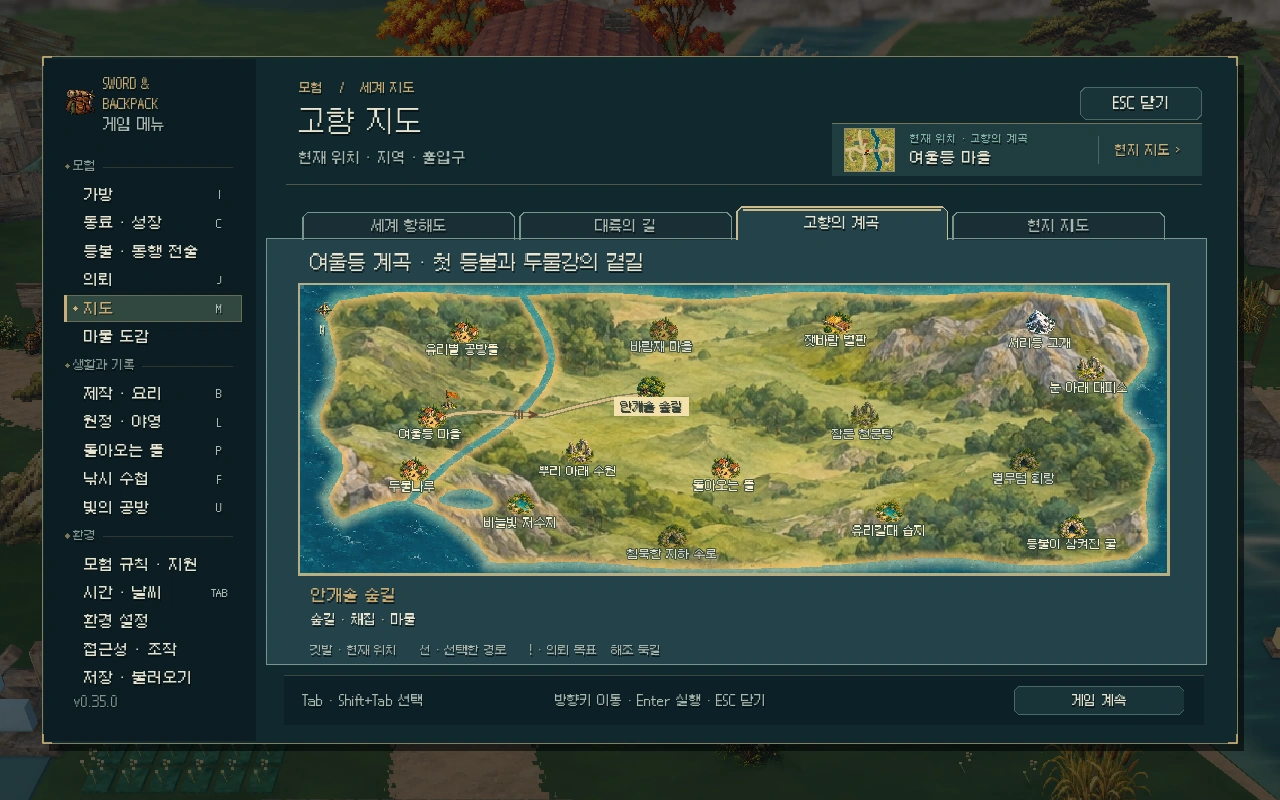 SWORD &
BACKPACK
게임 메뉴
모험
가방 I
동료 · 성장 C
등불 · 동행 전술
의뢰 J
지도 M
마물 도감
생활과 기록
제작 · 요리 B
원정 · 야영 L
돌아오는 뜰 P
낚시 수첩 F
빛의 공방 U
환경
모험 규칙 · 지원
시간 · 날씨 TAB
환경 설정
접근성 · 조작
저장 · 불러오기
v0.35.0
모험 / 세계 지도
고향 지도
현재 위치 · 지역 · 출입구
ESC 닫기
현재 위치 · 고향의 계곡
여울등 마을
현지 지도 ›
세계 항해도
대륙의 길
고향의 계곡
현지 지도
여울등 계곡 · 첫 등불과 두물강의 곁길
N
유리별 공방뜰
바람재 마을
잿바람 벌판
서리등 고개
눈 아래 대피소
안개솔 숲길
여울등 마을
잠든 천문당
뿌리 아래 수원
돌아오는 뜰
별무덤 회랑
두물나루
비늘빛 저수지
유리갈대 습지
침묵한 지하 수로
등불이 삼켜진 굴
안개솔 숲길
숲길 · 채집 · 마물
깃발 · 현재 위치 선 · 선택한 경로 ! · 의뢰 목표 해조 둑길
Tab · Shift+Tab 선택
방향키 이동 · Enter 실행 · ESC 닫기
게임 계속